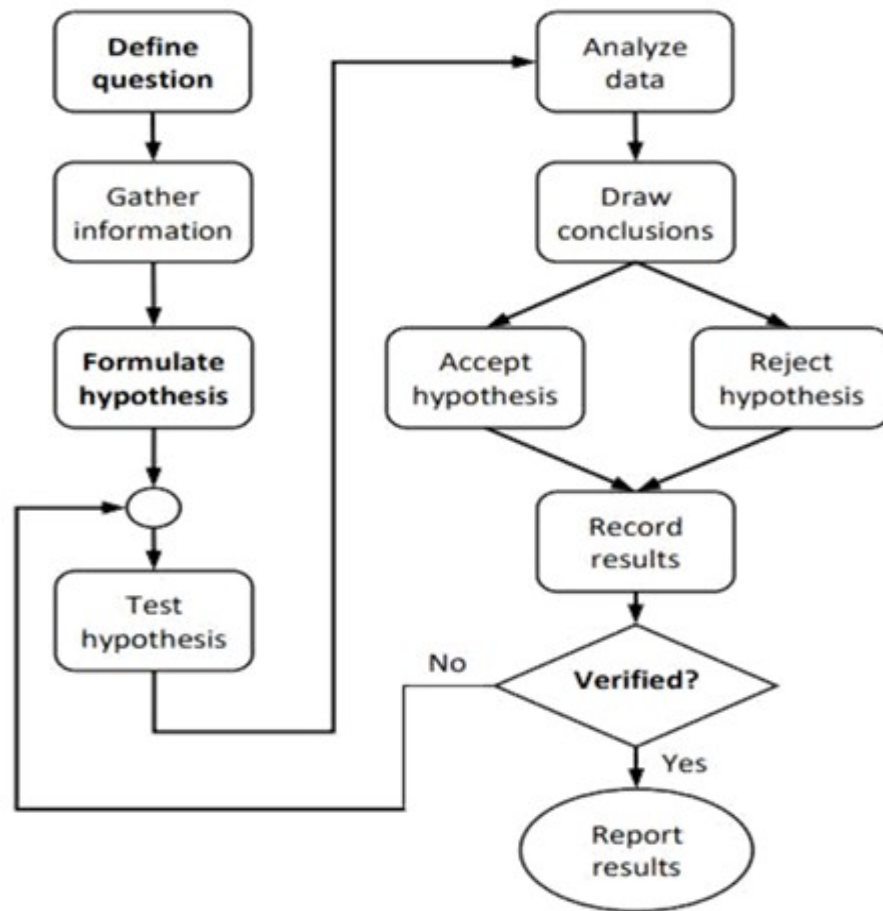 Define
question
Gather
information
Formulate
hypothesis
Test
hypothesis
Analyze
data
Draw
conclusions
Accept
hypothesis
Reject
hypothesis
Record
results
Verified?
No
Yes
Report
results